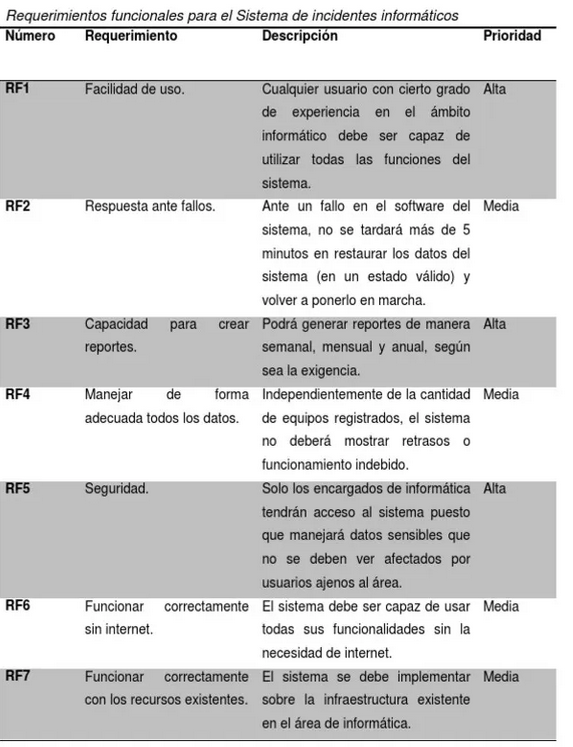 Requerimientos funcionales para el Sistema de incidentes informáticos
Número Requerimiento Descripción Prioridad
RF1 Facilidad de uso. Cualquier usuario con cierto grado Alta
de experiencia en el ámbito
informático debe ser capaz de
utilizar todas las funciones del
sistema.
RF2 Respuesta ante fallos. Ante un fallo en el software del Media
sistema, no se tardará más de 5
minutos en restaurar los datos del
sistema (en un estado válido) y
volver a ponerlo en marcha.
RF3 Capacidad para crear Podrá generar reportes de manera Alta
reportes. semanal, mensual y anual, según
sea la exigencia.
RF4 Manejar de forma Independientemente de la cantidad Media
adecuada todos los datos. de equipos registrados, el sistema
no deberá mostrar retrasos o
funcionamiento indebido.
RF5 Seguridad. Solo los encargados de informática Alta
tendrán acceso al sistema puesto
que manejará datos sensibles que
no se deben ver afectados por
usuarios ajenos al área.
RF6 Funcionar correctamente El sistema debe ser capaz de usar Media
sin internet. todas sus funcionalidades sin la
necesidad de internet.
RF7 Funcionar correctamente El sistema se debe implementar Media
con los recursos existentes. sobre la infraestructura existente
en el área de informática.